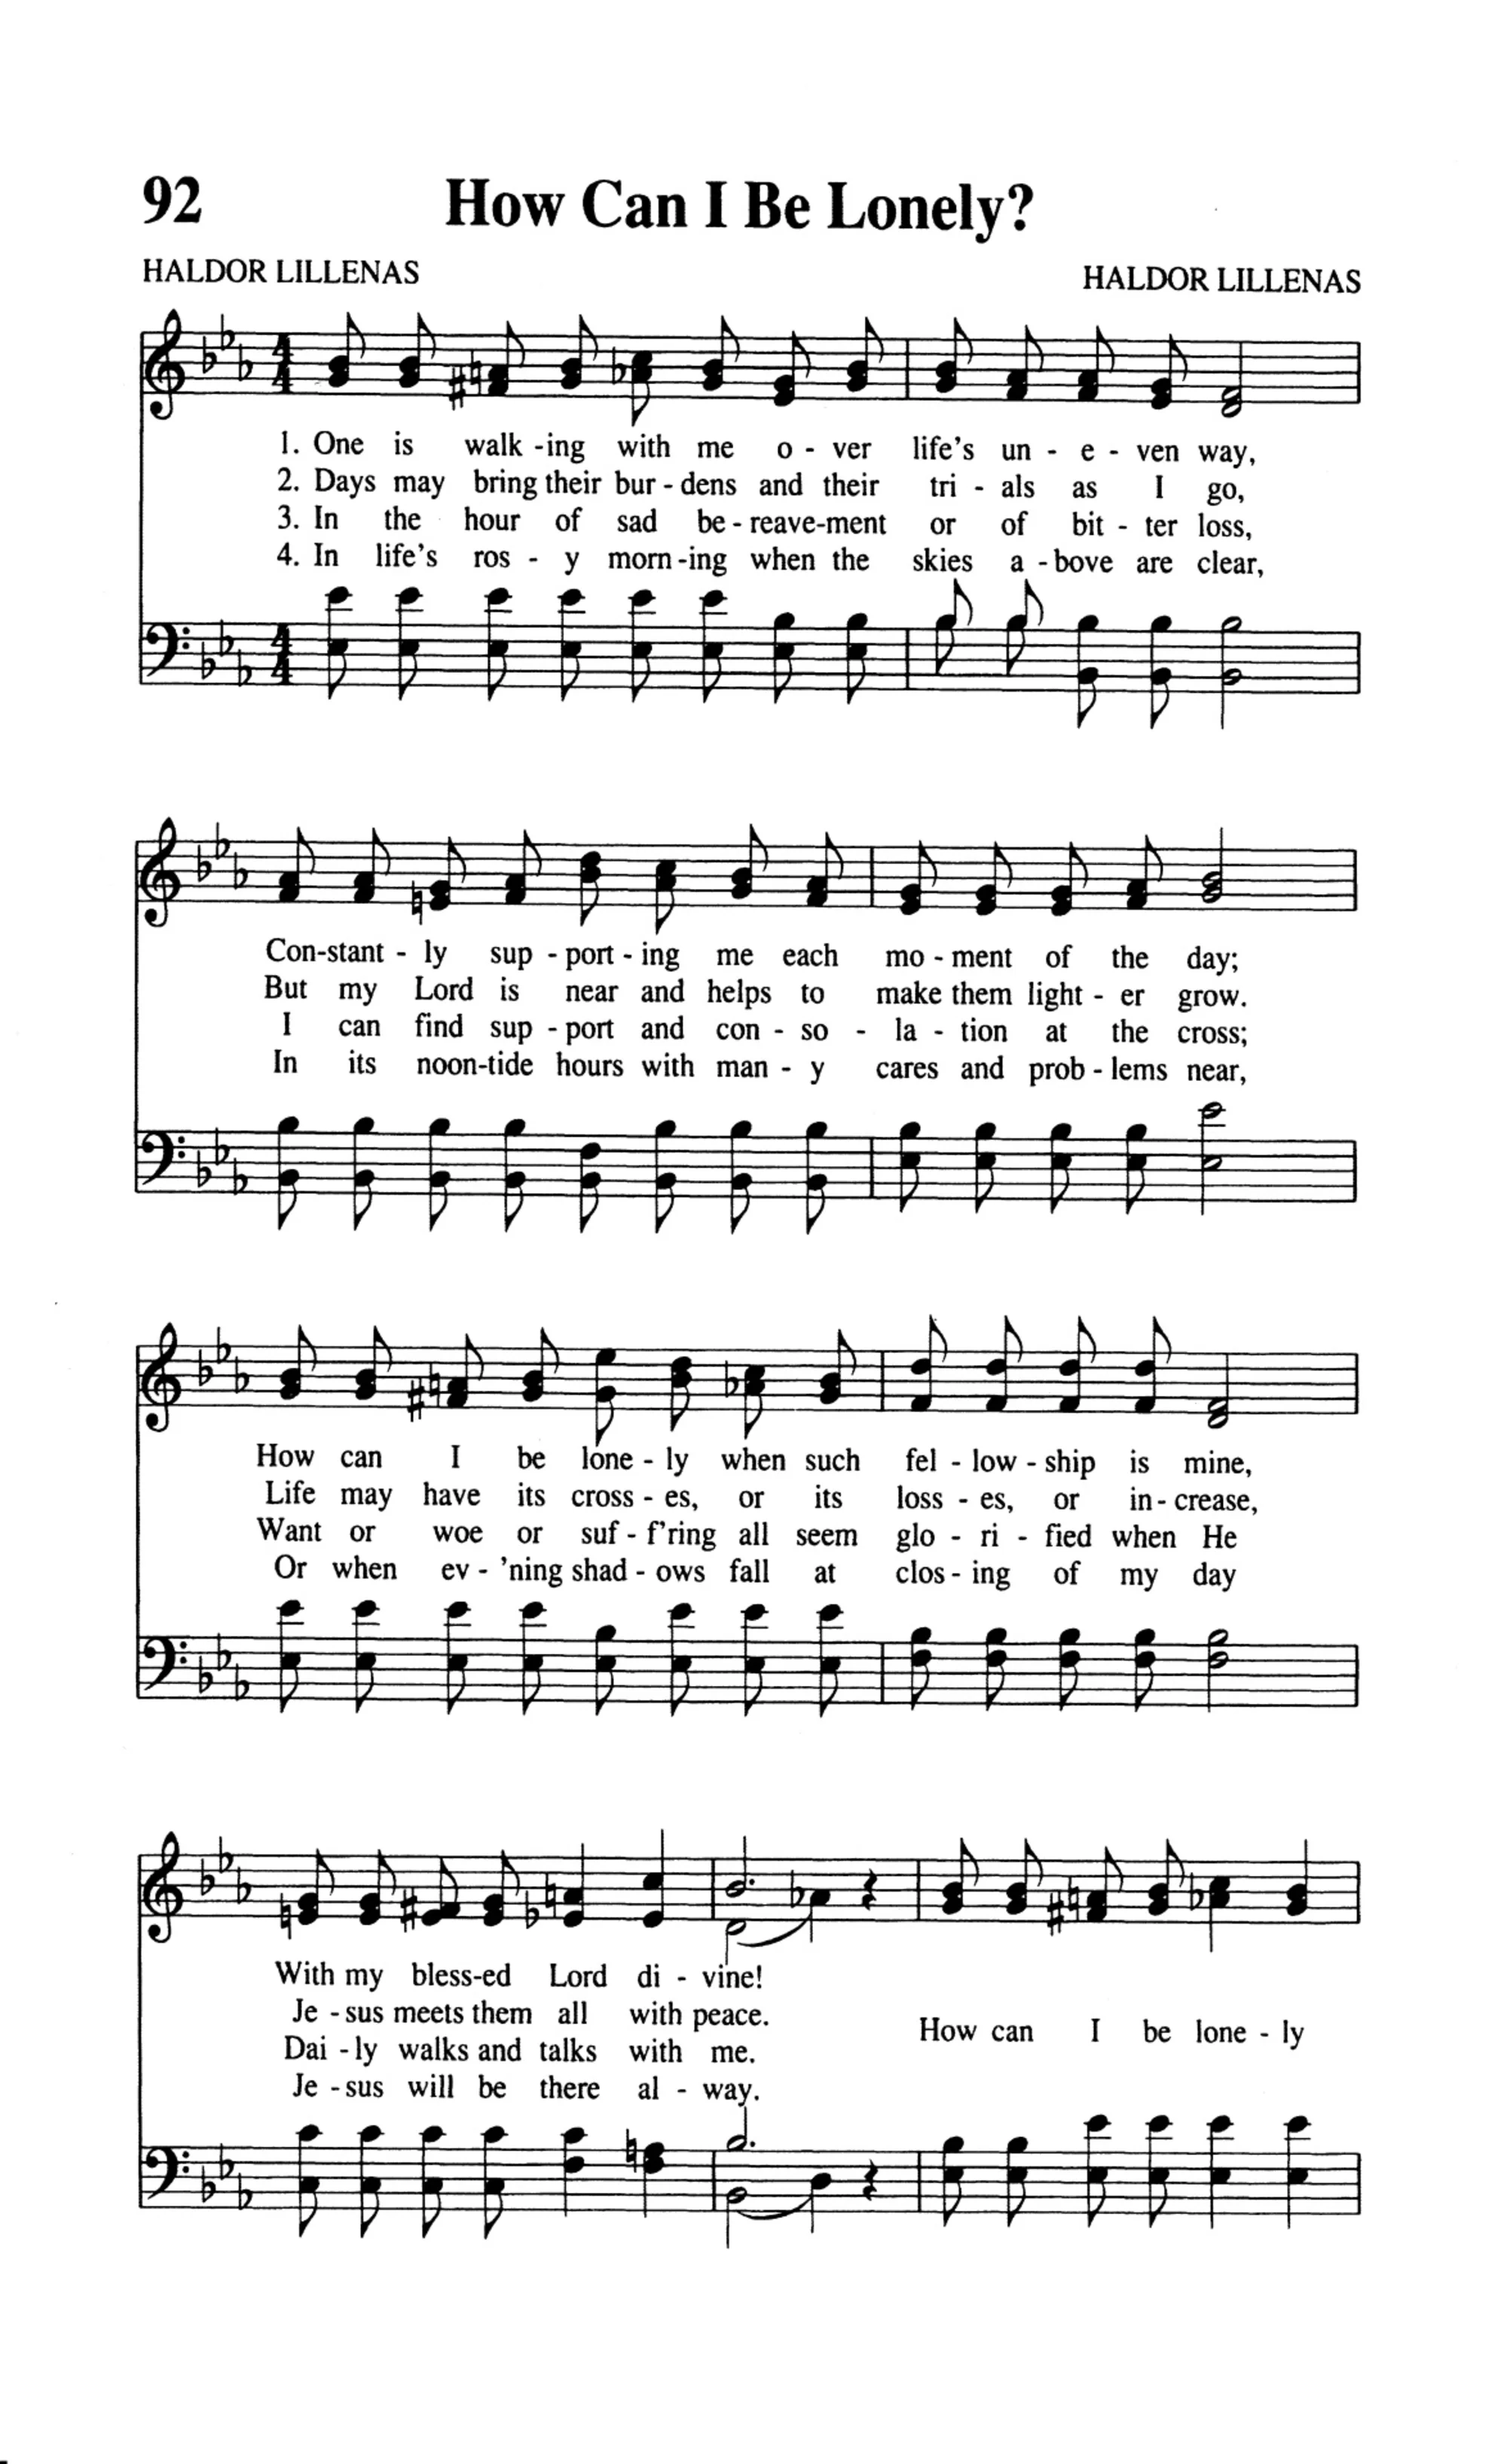 92 How Can I Be Lonely?
HALDOR LILLENAS HALDOR LILLENAS
4 4
1. One is walk - ing with me o - ver life's un - e - ven way,
2. Days may bring their bur - dens and their tri - als as I go,
3. In the hour of sad be - reave - ment or of bit - ter loss,
4. In life's ros - y morn - ing when the skies a - bove are clear,
4 4
Con - stant - ly sup - port - ing me each mo - ment of the day;
But my Lord is near and helps to make them light - er grow.
I can find sup - port and con - so - la - tion at the cross;
In its noon - tide hours with man - y cares and prob - lems near,
How can I be lone - ly when such fel - low - ship is mine,
Life may have its cross - es, or its loss - es, or in - crease,
Want or woe or suf - f'ring all seem glo - ri - fied when He
Or when ev - 'ning shad - ows fall at clos - ing of my day
With my bless - ed Lord di - vine!
Je - sus meets them all with peace.
How can I be lone - ly
Dai - ly walks and talks with me.
Je - sus will be there al - way.